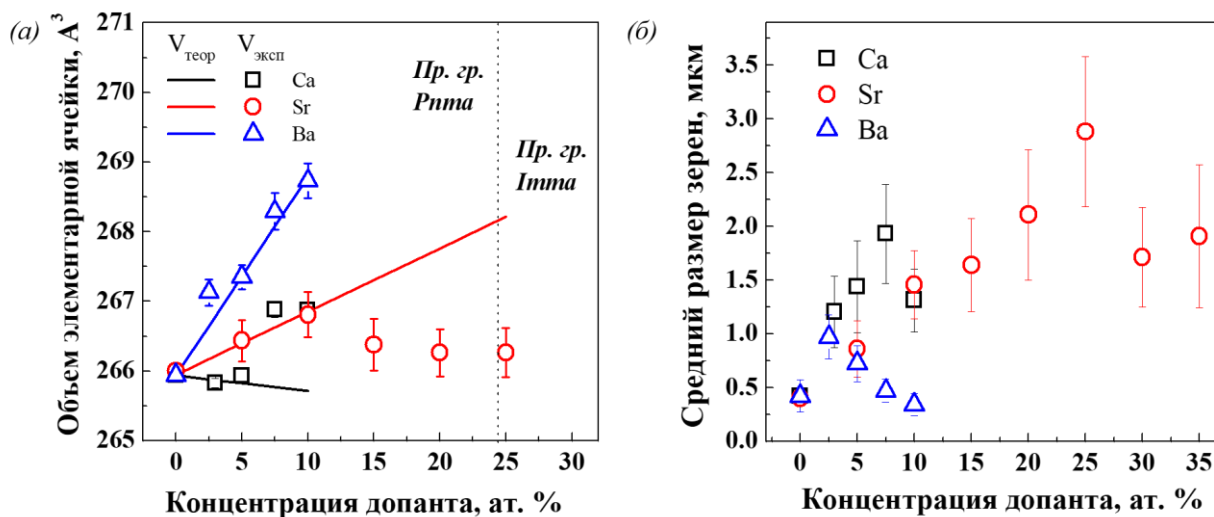 (а)
Объем элементарной ячейки, А³
271
270
269
268
267
266
265
V теор V эксп
Ca
Sr
Ba
Пр. гр.
Pnma
Пр. гр.
Imma
0 5 10 15 20 25 30
Концентрация допанта, ат. %
(б)
Средний размер зерен, мкм
3.5
3.0
2.5
2.0
1.5
1.0
0.5
0.0
Ca
Sr
Ba
0 5 10 15 20 25 30 35
Концентрация допанта, ат. %